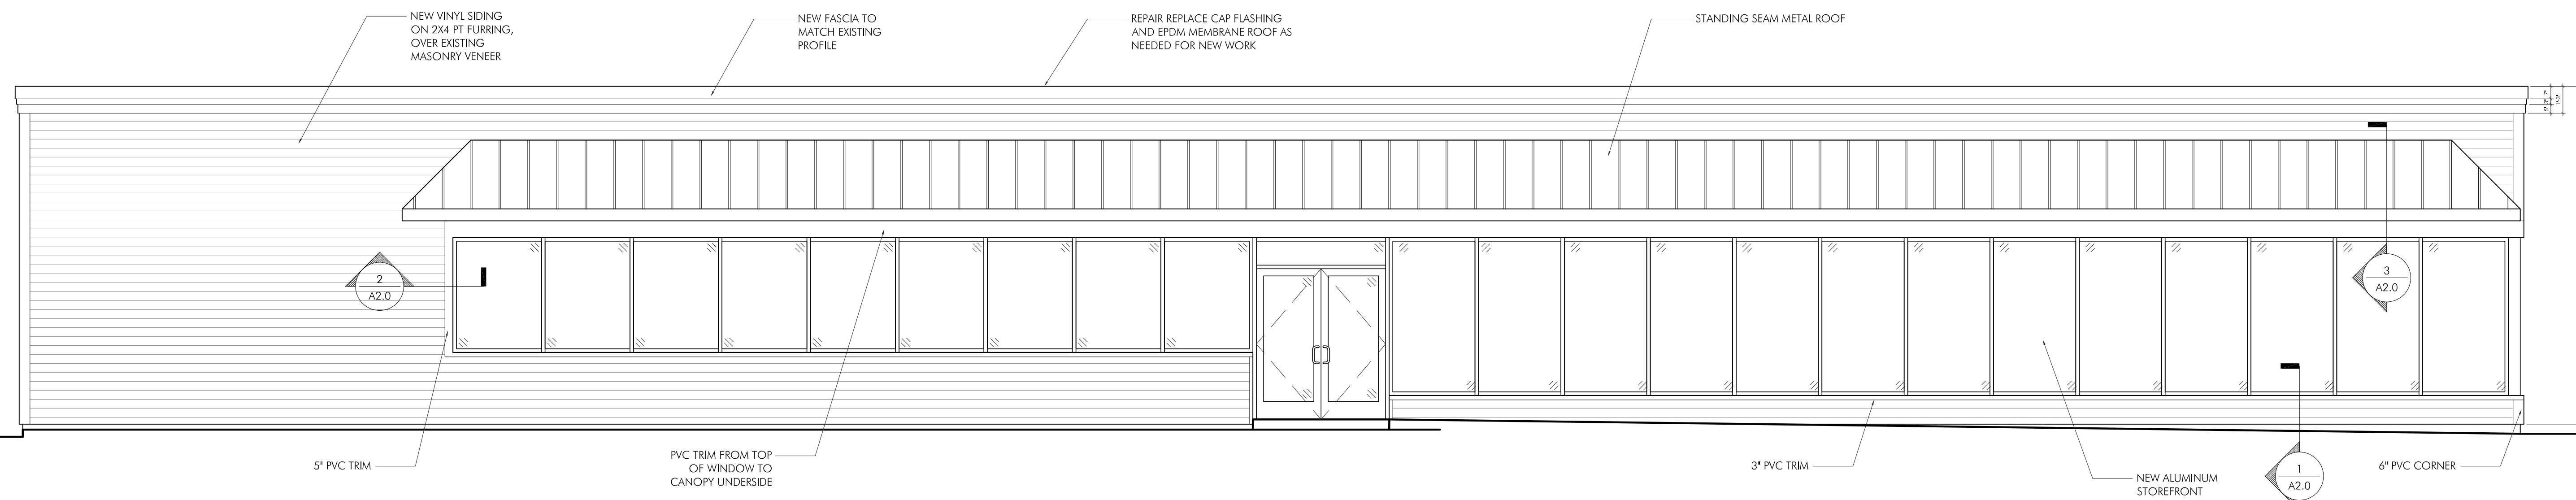 NEW VINYL SIDING
ON 2X4 PT FURRING,
OVER EXISTING
MASONRY VENEER
NEW FASCIA TO
MATCH EXISTING
PROFILE
REPAIR REPLACE CAP FLASHING
AND EPDM MEMBRANE ROOF AS
NEEDED FOR NEW WORK
STANDING SEAM METAL ROOF
2
A2.0
3
A2.0
5" PVC TRIM
PVC TRIM FROM TOP
OF WINDOW TO
CANOPY UNDERSIDE
3" PVC TRIM
NEW ALUMINUM
STOREFRONT
1
A2.0
6" PVC CORNER